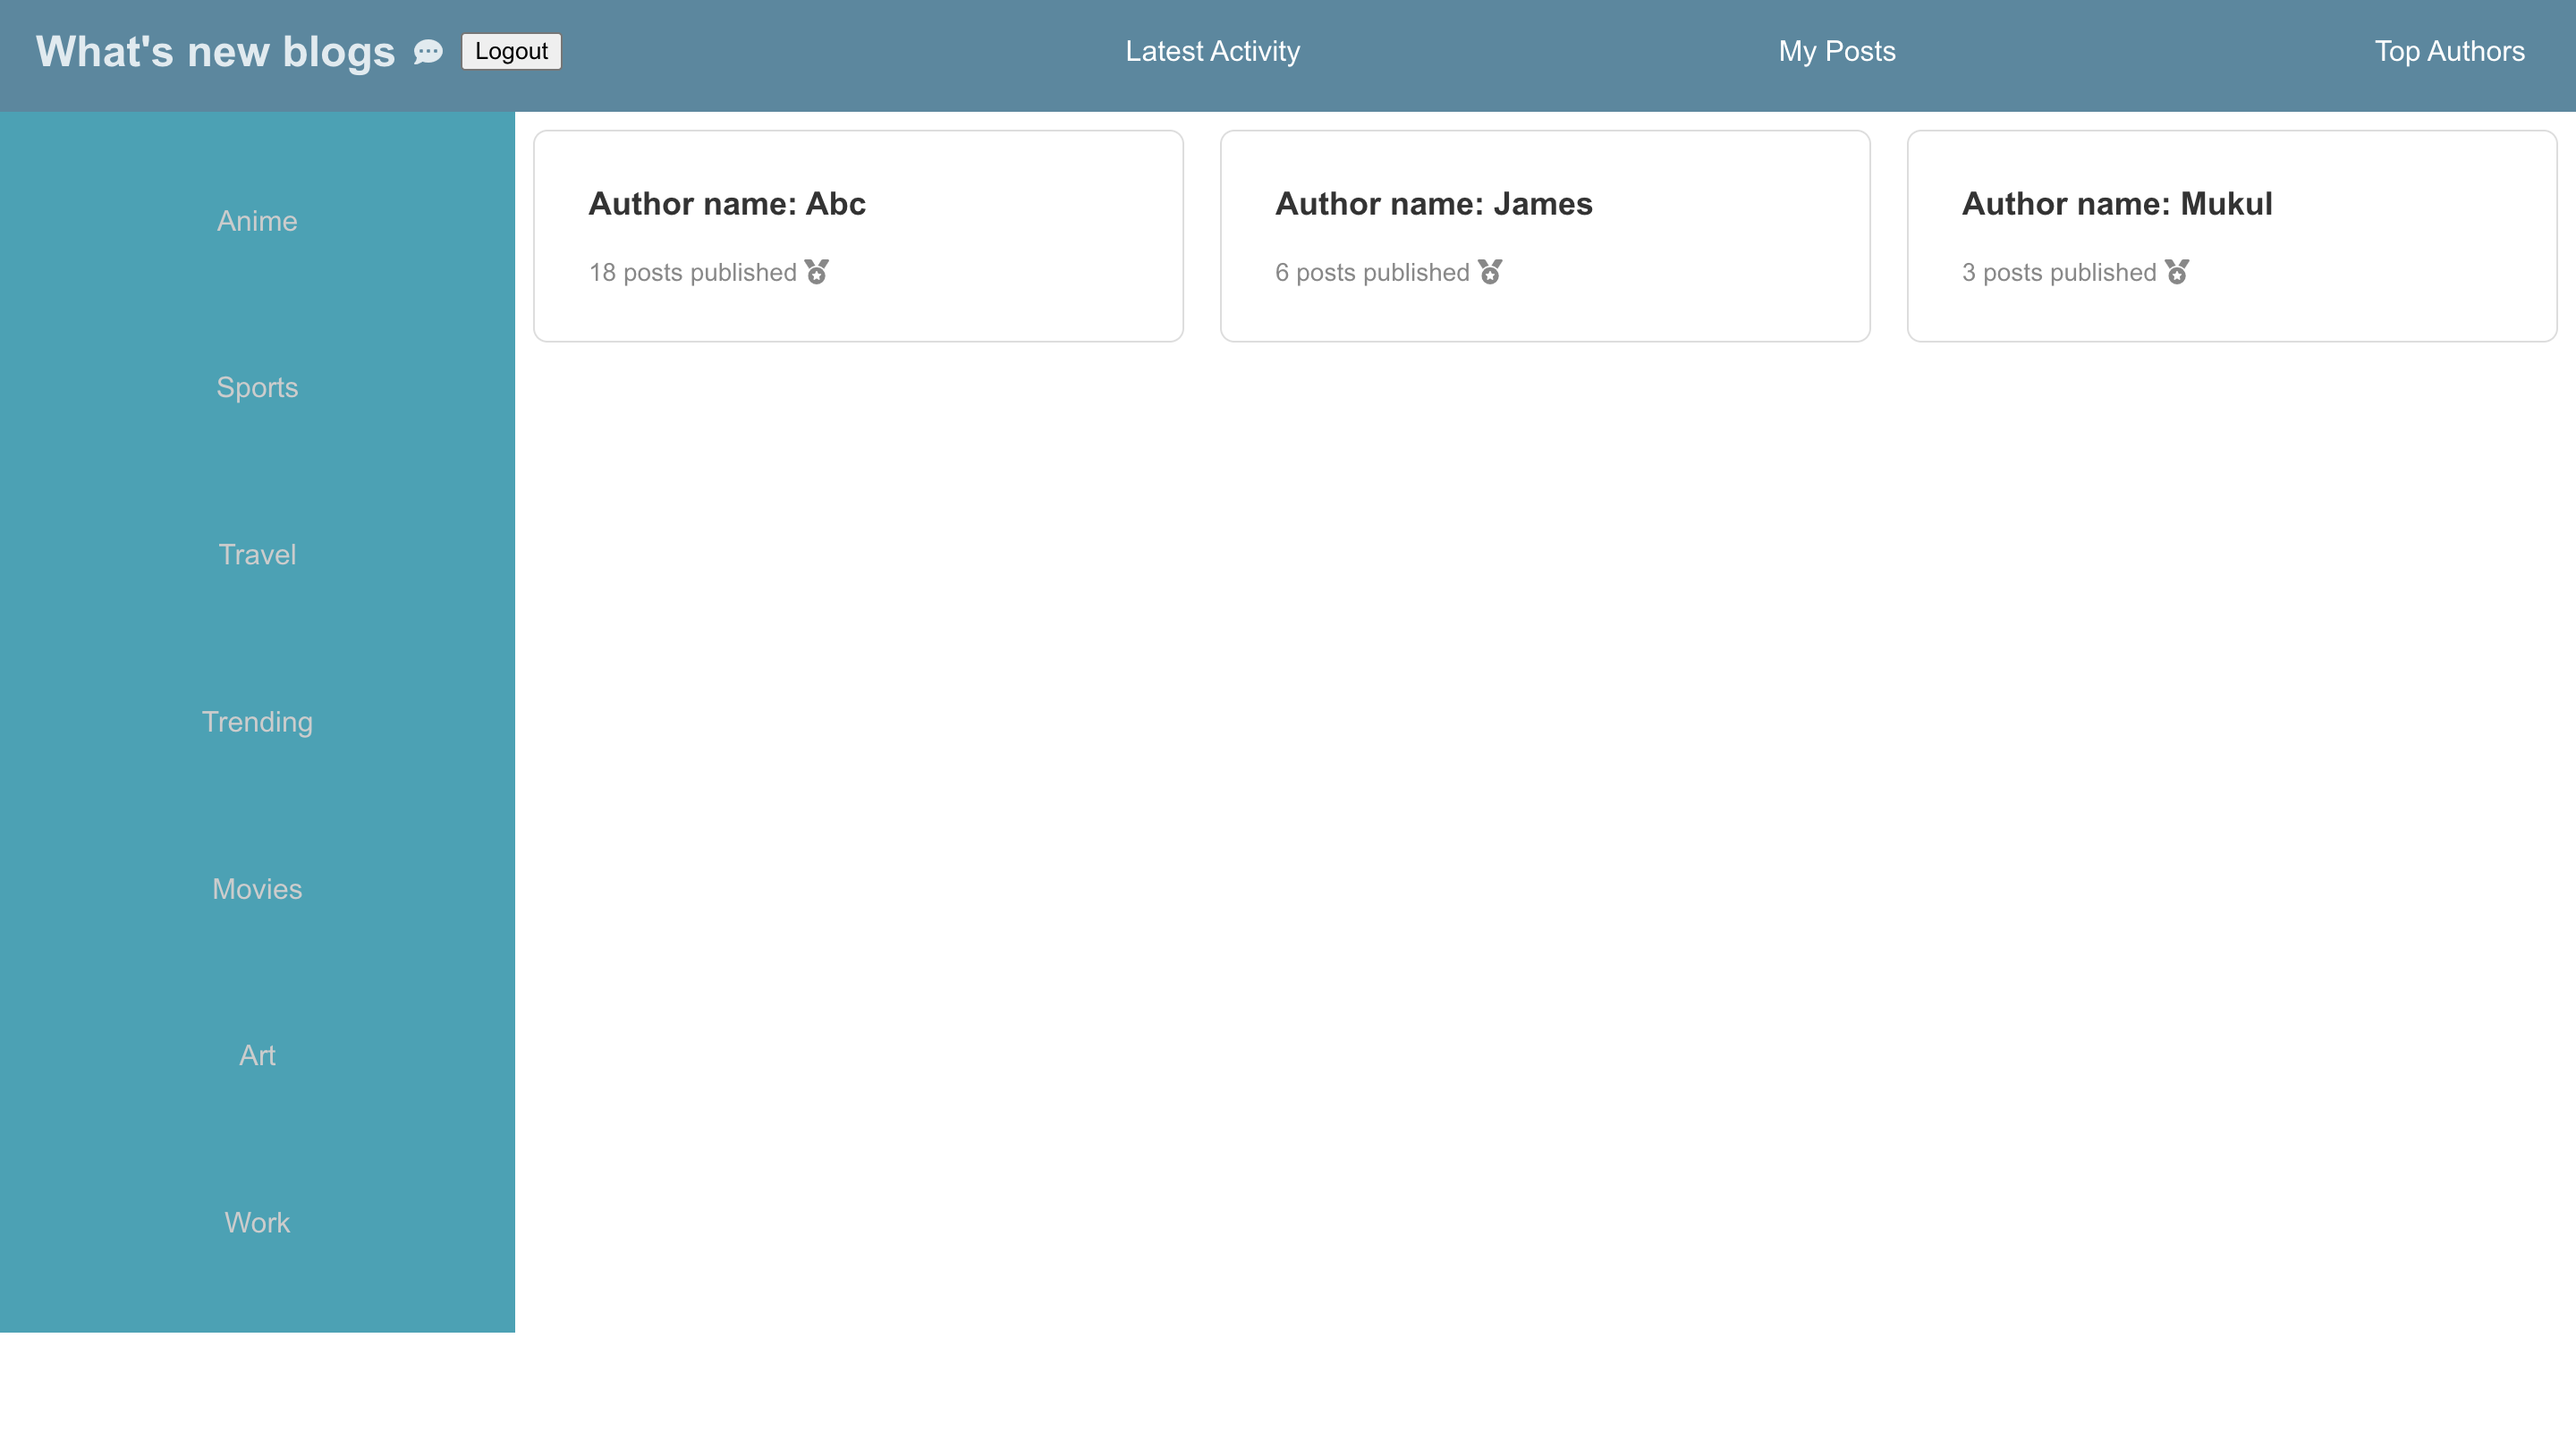 What's new blogs
Logout
Latest Activity
My Posts
Top Authors
Anime
Sports
Travel
Trending
Movies
Art
Work
Author name: Abc
18 posts published
Author name: James
6 posts published
Author name: Mukul
3 posts published